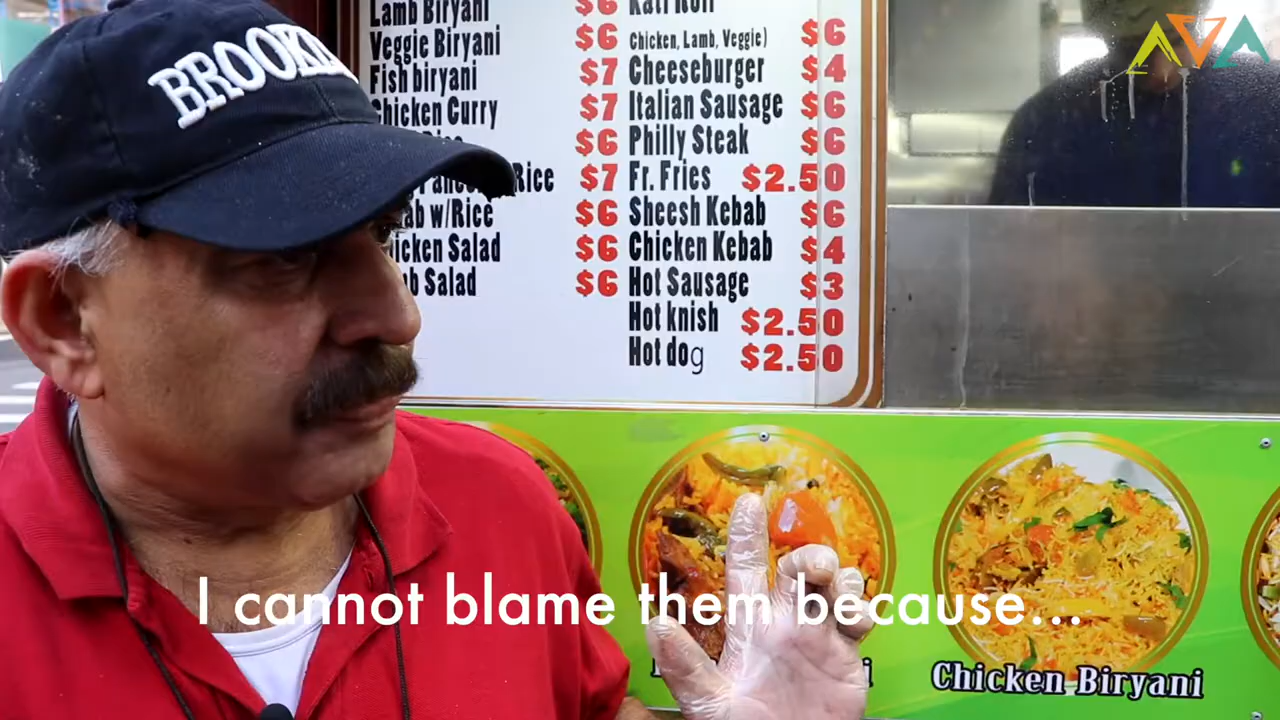 BROOKL
AVA
Lamb Biryani $6
Veggie Biryani $6
Fish biryani $7
Chicken Curry $7
Rice $6
Rice $7
w/Rice $6
Salad $6
Salad $6
Kati Roll
Chicken, Lamb, Veggie) $6
Cheeseburger $4
Italian Sausage $6
Philly Steak $6
Fr. Fries $2.50
Sheesh Kebab $6
Chicken Kebab $4
Hot Sausage $3
Hot knish $2.50
Hot dog $2.50
I cannot blame them because...
Chicken Biryani